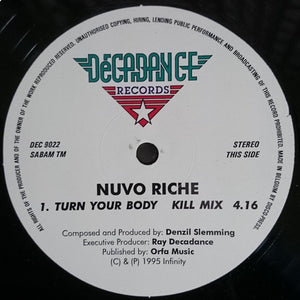 UNAUTHORISED COPYING, HIRING, LENDING PUBLIC PERFORMANCE AND BROADCASTING OF THIS RECORD PROHIBITED. MADE IN BELGIUM BY DISCO-PRESS.
ALL RIGHTS OF THE PRODUCER AND OF THE OWNER OF THE WORK REPRODUCED RESERVED.
DéCADANCE
RECORDS
DEC 9022
SABAM TM
STEREO
THIS SIDE
NUVO RICHE
1. TURN YOUR BODY KILL MIX 4.16
Composed and Produced by: Denzil Slemming
Executive Producer: Ray Decadance
Published by: Orfa Music
(C) & (P) 1995 Infinity